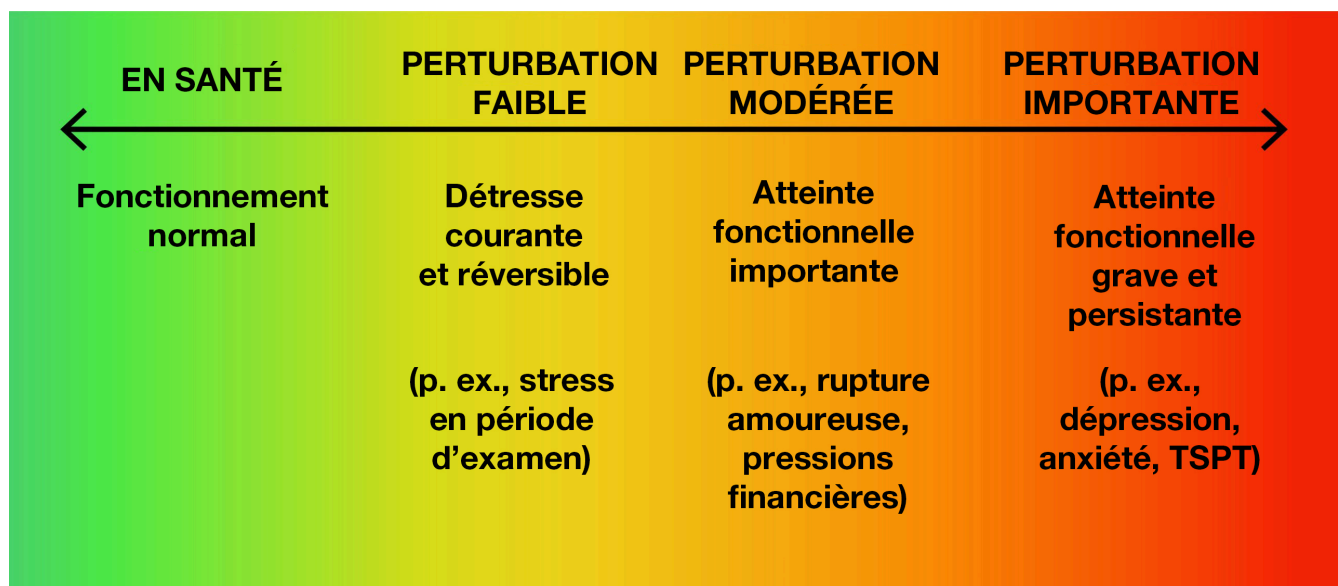 EN SANTÉ
Fonctionnement
normal
PERTURBATION
FAIBLE
Détresse
courante
et réversible
(p. ex., stress
en période
d’examen)
PERTURBATION
MODÉRÉE
Atteinte
fonctionnelle
importante
(p. ex., rupture
amoureuse,
pressions
financières)
PERTURBATION
IMPORTANTE
Atteinte
fonctionnelle
grave et
persistante
(p. ex.,
dépression,
anxiété, TSPT)